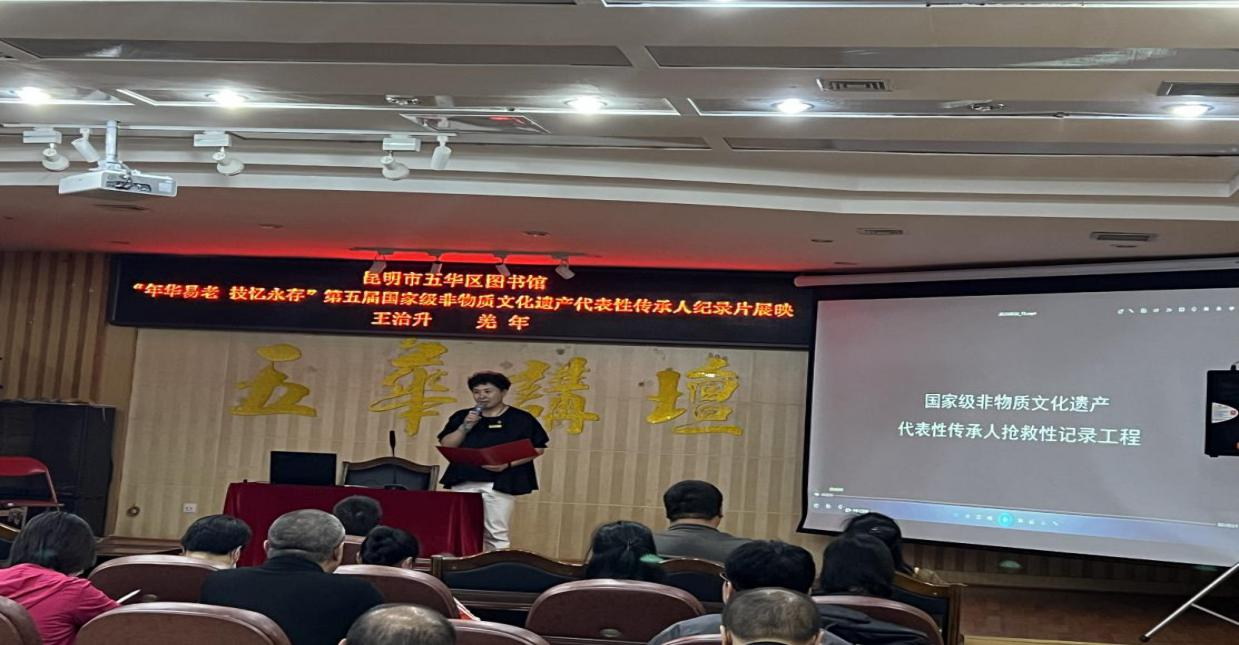 昆明市五华区图书馆
“年华易老 技忆永存”第五届国家级非物质文化遗产代表性传承人纪录片展映
王治升 羌年
五華講壇
国家级非物质文化遗产
代表性传承人抢救性记录工程